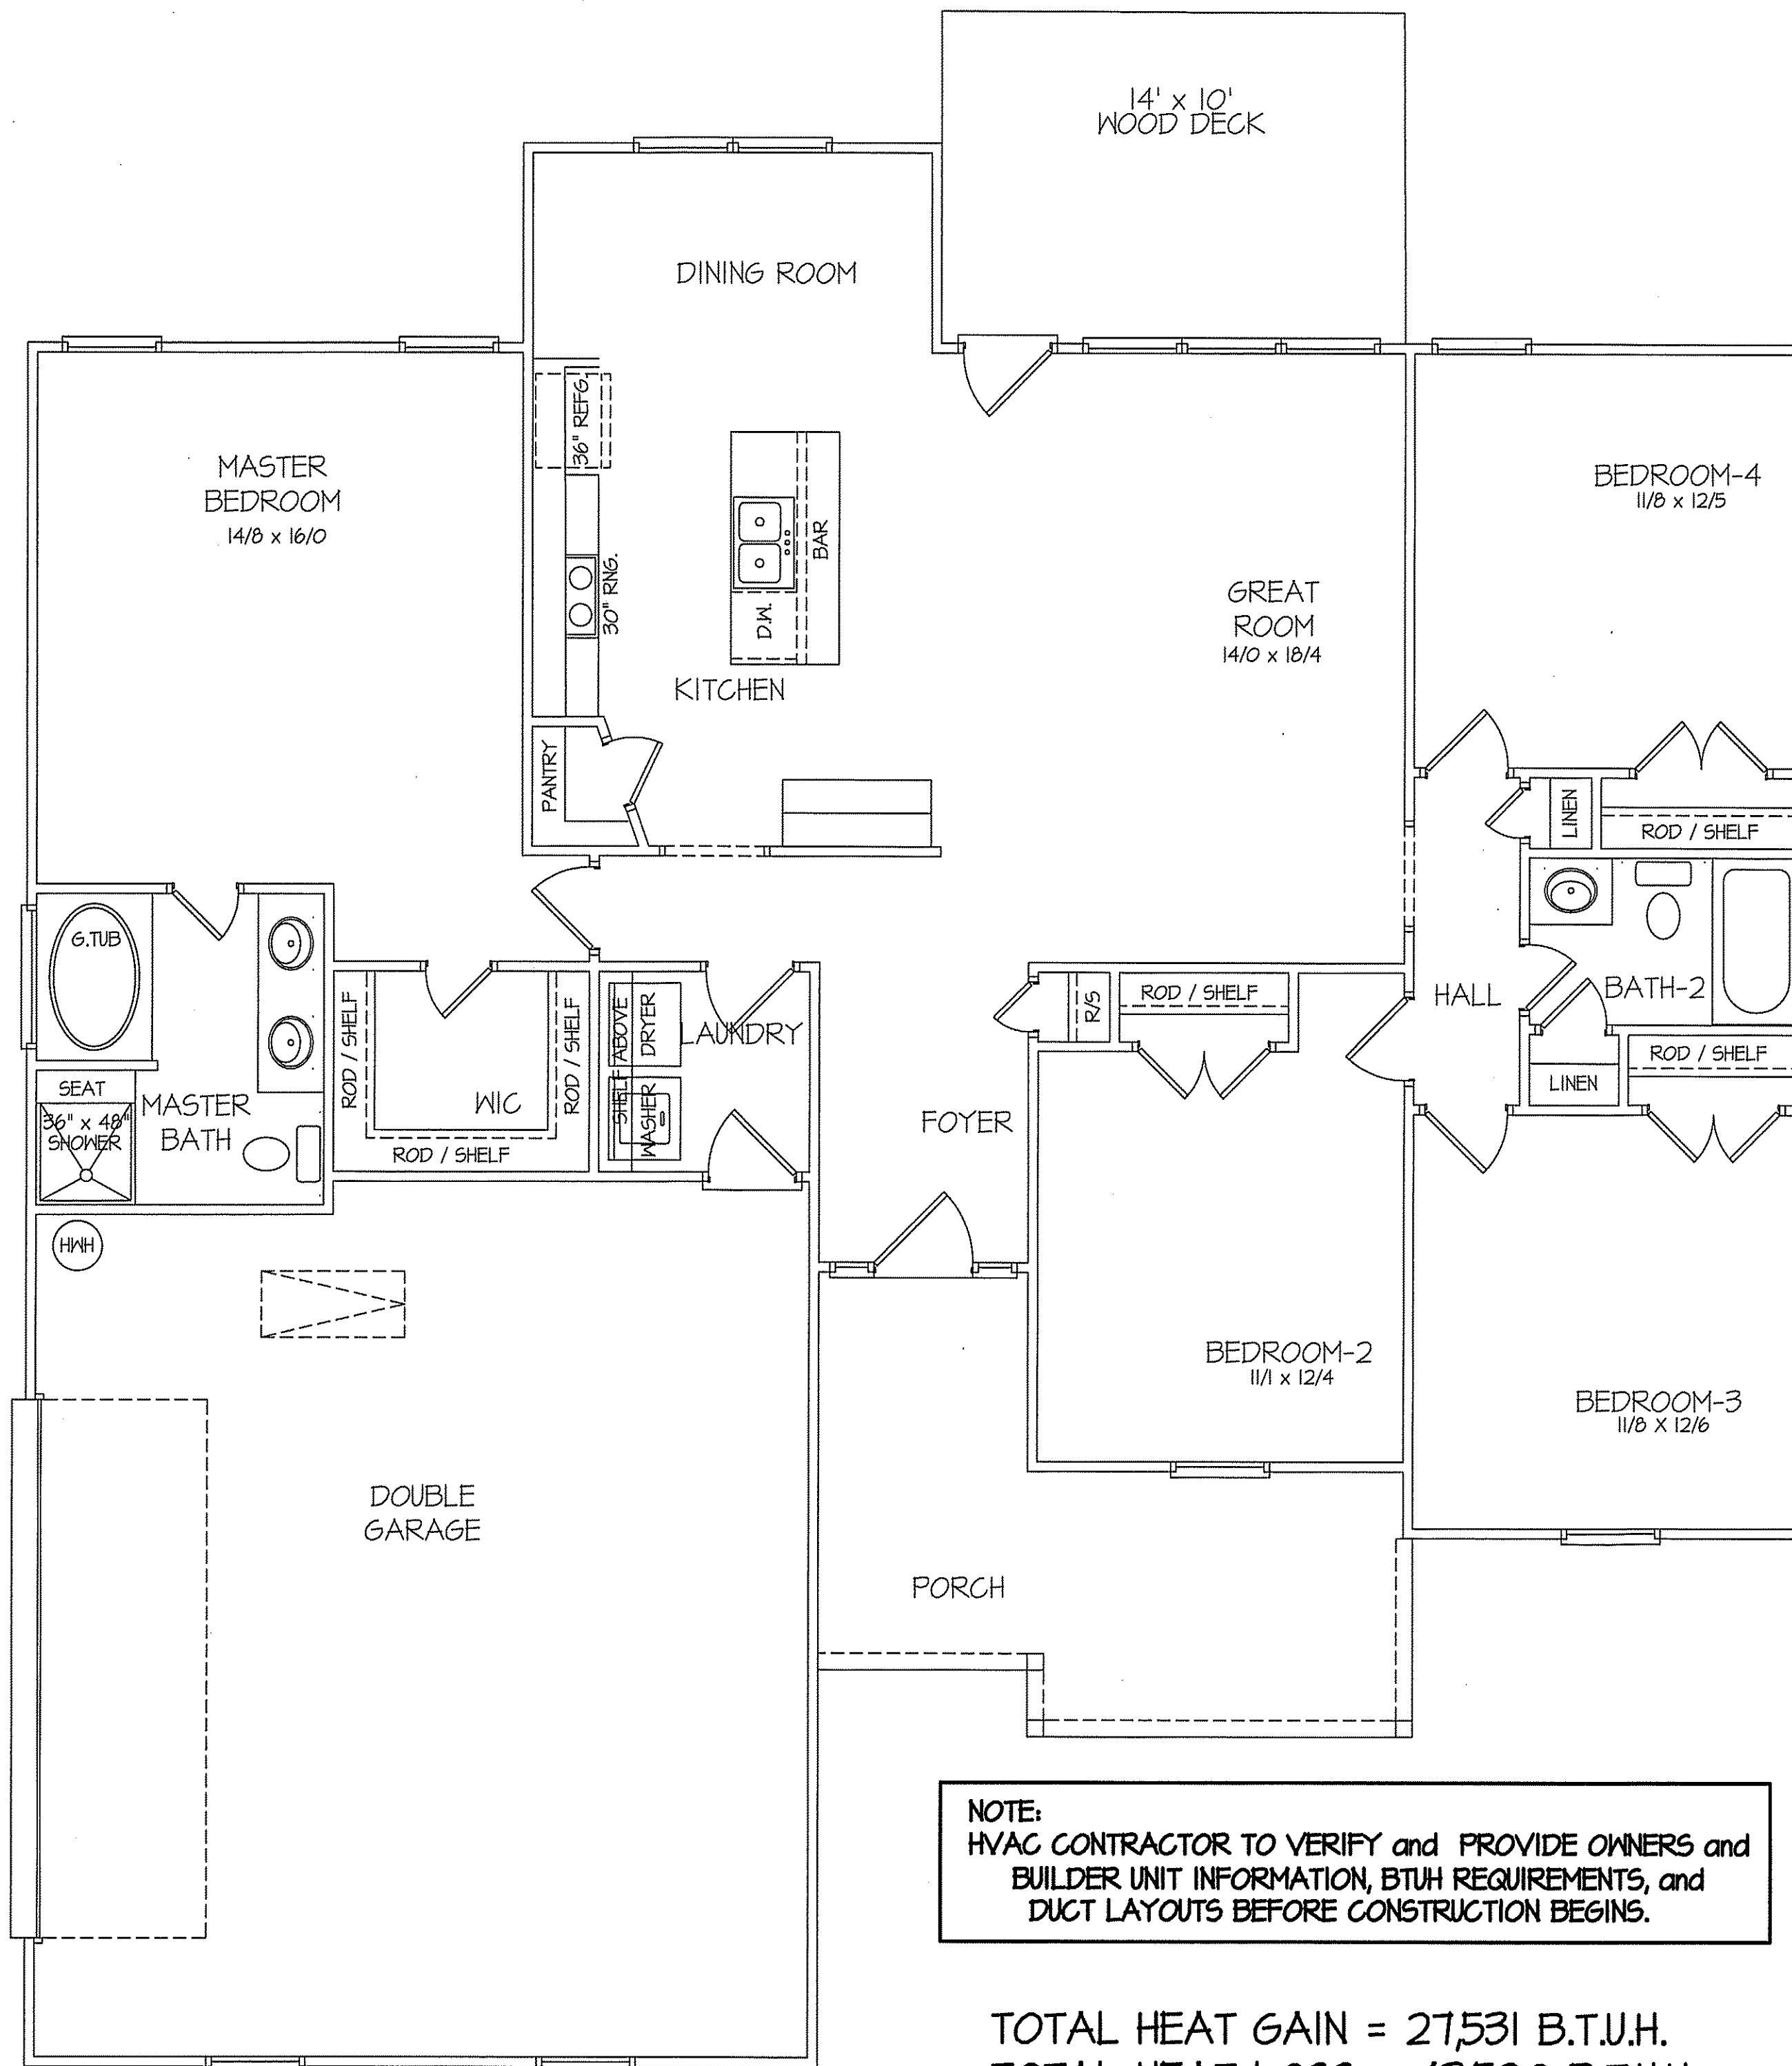 14' x 10'
WOOD DECK
DINING ROOM
MASTER
BEDROOM
14/8 x 16/0
36" REFG.
30" RNG.
BAR
D.W.
KITCHEN
PANTRY
GREAT
ROOM
14/0 x 18/4
BEDROOM-4
11/8 x 12/5
LINEN
ROD / SHELF
G.TUB
SEAT
36" x 48"
SHOWER
MASTER
BATH
ROD / SHELF
WIC
ROD / SHELF
ROD / SHELF
SHELF ABOVE
DRYER
WASHER
LAUNDRY
FOYER
R/S
ROD / SHELF
HALL
BATH-2
LINEN
ROD / SHELF
HWH
BEDROOM-2
11/1 x 12/4
BEDROOM-3
11/8 X 12/6
DOUBLE
GARAGE
PORCH
NOTE:
HVAC CONTRACTOR TO VERIFY and PROVIDE OWNERS and
BUILDER UNIT INFORMATION, BTUH REQUIREMENTS, and
DUCT LAYOUTS BEFORE CONSTRUCTION BEGINS.
TOTAL HEAT GAIN = 27,531 B.T.U.H.
TOTAL HEAT